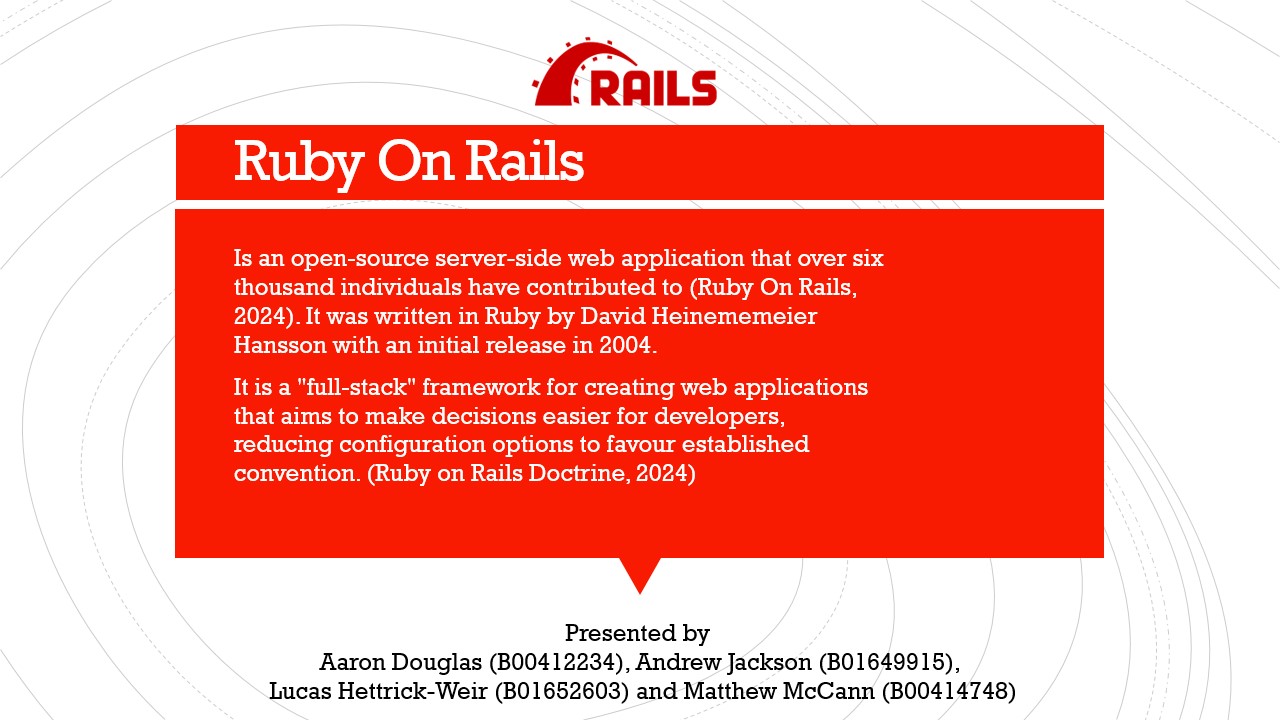 RAILS
Ruby On Rails
Is an open-source server-side web application that over six
thousand individuals have contributed to (Ruby On Rails,
2024). It was written in Ruby by David Heinememeier
Hansson with an initial release in 2004.
It is a "full-stack" framework for creating web applications
that aims to make decisions easier for developers,
reducing configuration options to favour established
convention. (Ruby on Rails Doctrine, 2024)
Presented by
Aaron Douglas (B00412234), Andrew Jackson (B01649915),
Lucas Hettrick-Weir (B01652603) and Matthew McCann (B00414748)